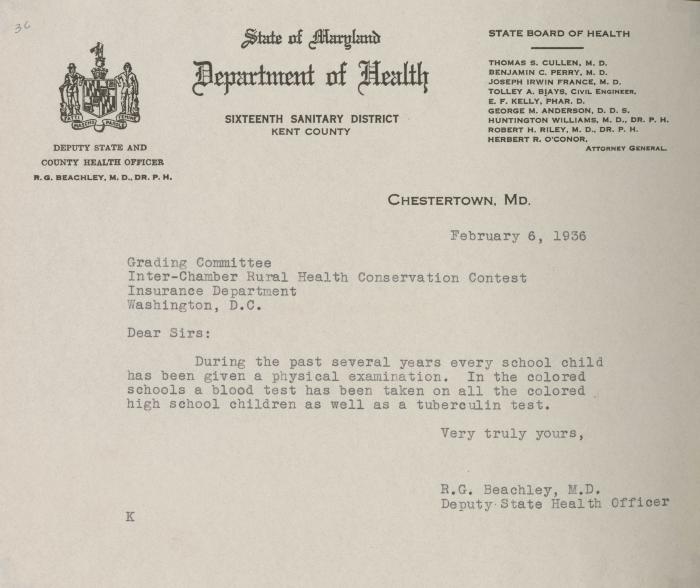 36
State of Maryland
Department of Health
SIXTEENTH SANITARY DISTRICT
KENT COUNTY
DEPUTY STATE AND
COUNTY HEALTH OFFICER
R. G. BEACHLEY, M. D., DR. P. H.
STATE BOARD OF HEALTH
THOMAS S. CULLEN, M. D.
BENJAMIN C. PERRY, M. D.
JOSEPH IRWIN FRANCE, M. D.
TOLLEY A. BIAYS, CIVIL ENGINEER.
E. F. KELLY, PHAR. D.
GEORGE M. ANDERSON, D. D. S.
HUNTINGTON WILLIAMS, M. D., DR. P. H.
ROBERT H. RILEY, M. D., DR. P. H.
HERBERT R. O'CONOR,
ATTORNEY GENERAL.
CHESTERTOWN, MD.
February 6, 1936
Grading Committee
Inter-Chamber Rural Health Conservation Contest
Insurance Department
Washington, D.C.
Dear Sirs:
During the past several years every school child
has been given a physical examination. In the colored
schools a blood test has been taken on all the colored
high school children as well as a tuberculin test.
Very truly yours,
R.G. Beachley, M.D.
Deputy State Health Officer
K